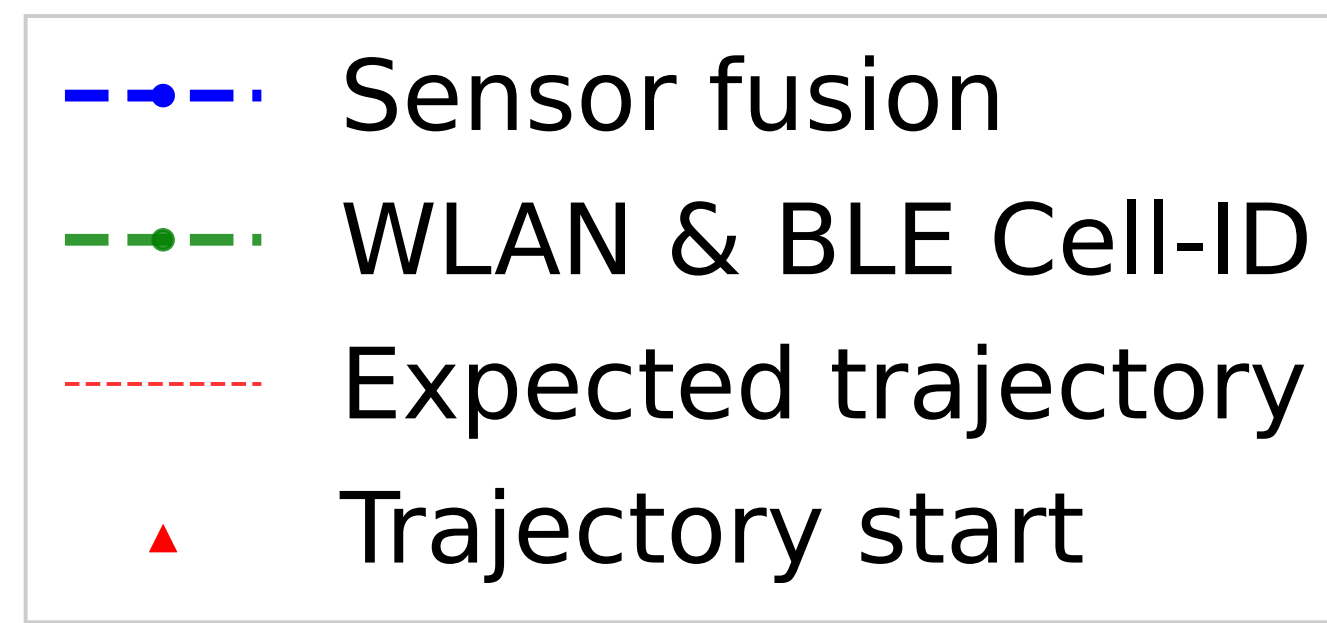 Sensor fusion
WLAN & BLE Cell-ID
Expected trajectory
Trajectory start